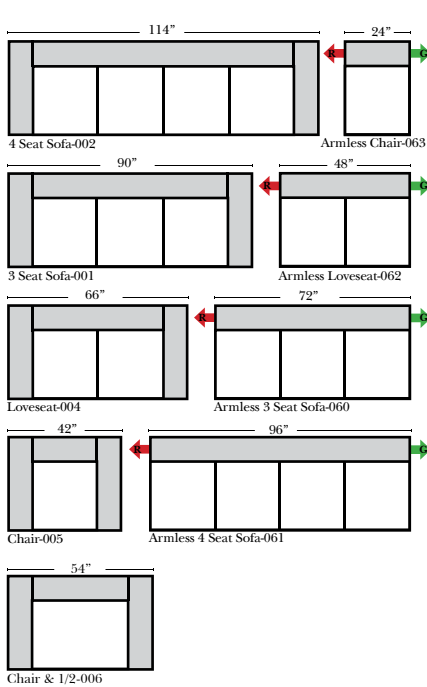 114”
24”
R
G
4 Seat Sofa-002
Armless Chair-063
90”
48”
R
G
3 Seat Sofa-001
Armless Loveseat-062
66”
72”
R
G
Loveseat-004
Armless 3 Seat Sofa-060
42”
96”
R
G
Chair-005
Armless 4 Seat Sofa-061
54”
Chair & 1/2-006